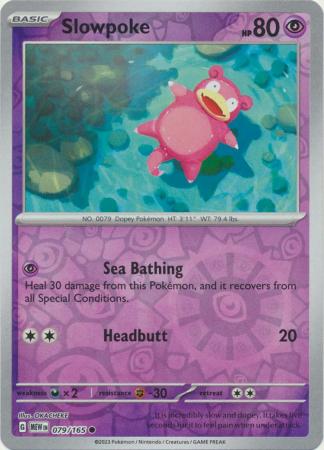 BASIC
Slowpoke
HP 80
NO. 0079 Dopey Pokémon HT: 3'11" WT: 79.4 lbs.
Sea Bathing
Heal 30 damage from this Pokémon, and it recovers from
all Special Conditions.
Headbutt 20
weakness ×2 resistance -30 retreat
Illus. OKACHEKE
G MEW EN 079/165
It is incredibly slow and dopey. It takes five
seconds for it to feel pain when under attack.
©2023 Pokémon / Nintendo / Creatures / GAME FREAK